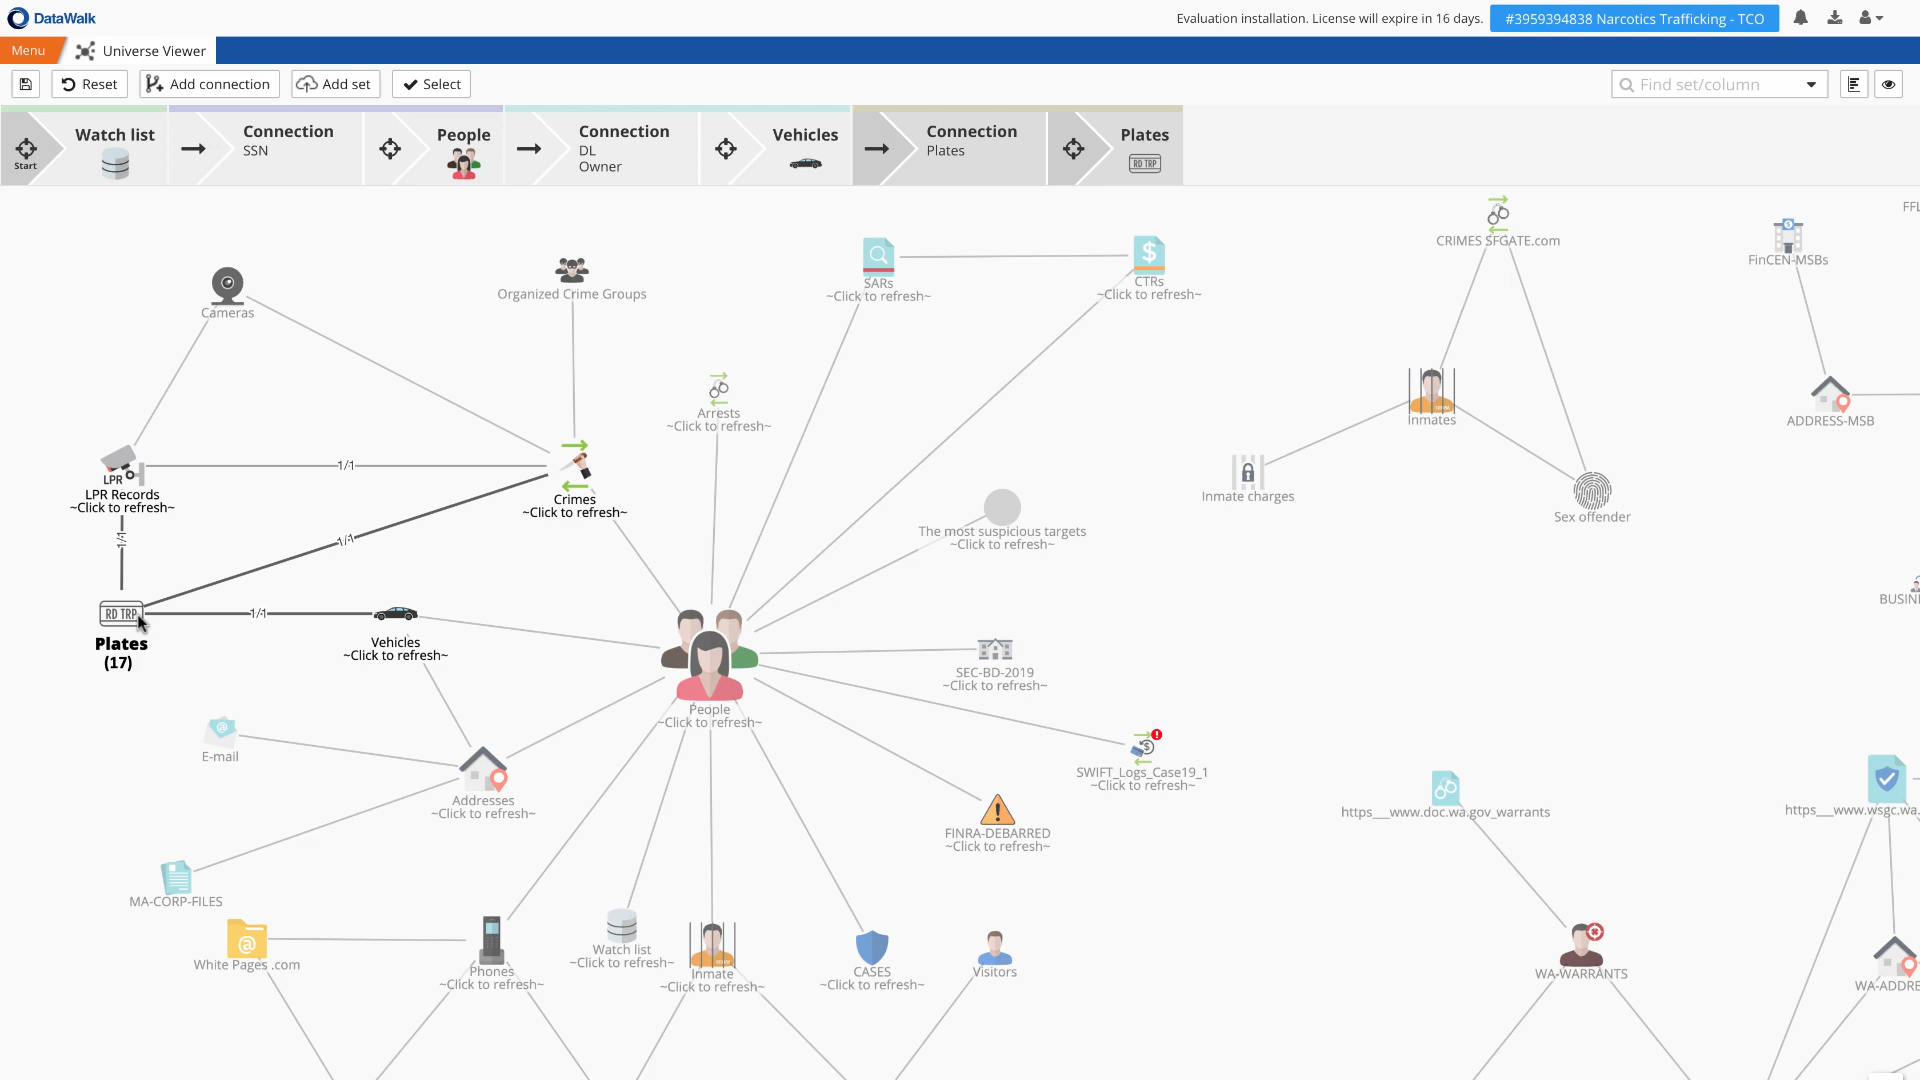 DataWalk
Evaluation installation. License will expire in 16 days.
#3959394838 Narcotics Trafficking - TCO
Menu
Universe Viewer
Reset
Add connection
Add set
Select
Find set/column
Start
Watch list
Connection
SSN
People
Connection
DL
Owner
Vehicles
Connection
Plates
Plates
RD TRP
Cameras
Organized Crime Groups
SARs
~Click to refresh~
CTRs
~Click to refresh~
CRIMES SFGATE.com
FinCEN-MSBs
FFL
Arrests
~Click to refresh~
Inmates
ADDRESS-MSB
LPR
LPR Records
~Click to refresh~
1/1
Crimes
~Click to refresh~
Inmate charges
Sex offender
The most suspicious targets
~Click to refresh~
1/1
1/1
RD TRP
1/1
Plates
(17)
Vehicles
~Click to refresh~
BUSIN
People
~Click to refresh~
SEC-BD-2019
~Click to refresh~
E-mail
SWIFT_Logs_Case19_1
~Click to refresh~
Addresses
~Click to refresh~
https___www.doc.wa.gov_warrants
https___www.wsgc.wa.
FINRA-DEBARRED
~Click to refresh~
MA-CORP-FILES
White Pages .com
Phones
~Click to refresh~
Watch list
~Click to refresh~
Inmate
~Click to refresh~
CASES
~Click to refresh~
Visitors
WA-WARRANTS
WA-ADDRE